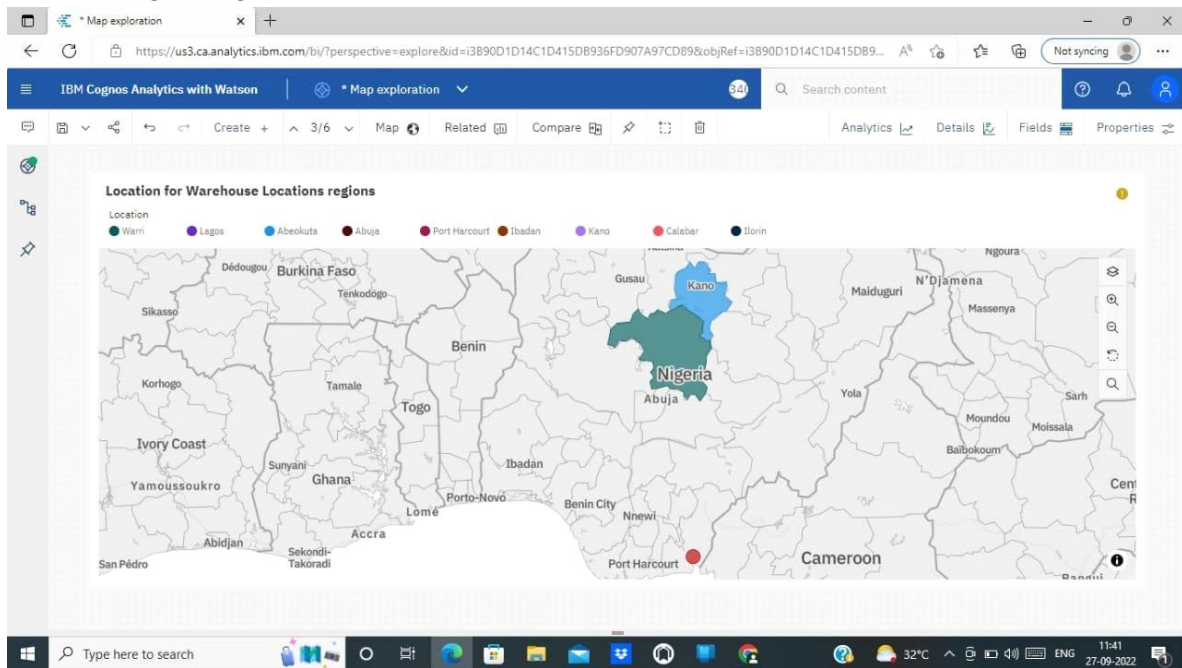 * Map exploration
https://us3.ca.analytics.ibm.com/bi/?perspective=explore&id=i3B90D1D14C1D415DB936FD907A97CD89&objRef=i3B90D1D14C1D415DB9... Not syncing
IBM Cognos Analytics with Watson * Map exploration 340 Search content
Create + 3/6 Map Related Compare Analytics Details Fields Properties
Location for Warehouse Locations regions
Location
Warri Lagos Abeokuta Abuja Port Harcourt Ibadan Kano Calabar Ilorin
Ngoura
Dédougou Burkina Faso Gusau Kano N'Djamena
Tenkodogo Maiduguri
Sikasso Massenya
Benin
Nigeria
Korhogo Tamale Abuja Yola Sarh
Togo Moundou Moissala
Ivory Coast Baïbokoum
Sunyani Ghana Ibadan
Yamoussoukro Porto-Novo Benin City Cent
Lomé Nnewi R
Abidjan Accra
Sekondi-
Takoradi
San Pédro Port Harcourt Cameroon
Bangui
Type here to search 32°C ENG 11:41
27-09-2022